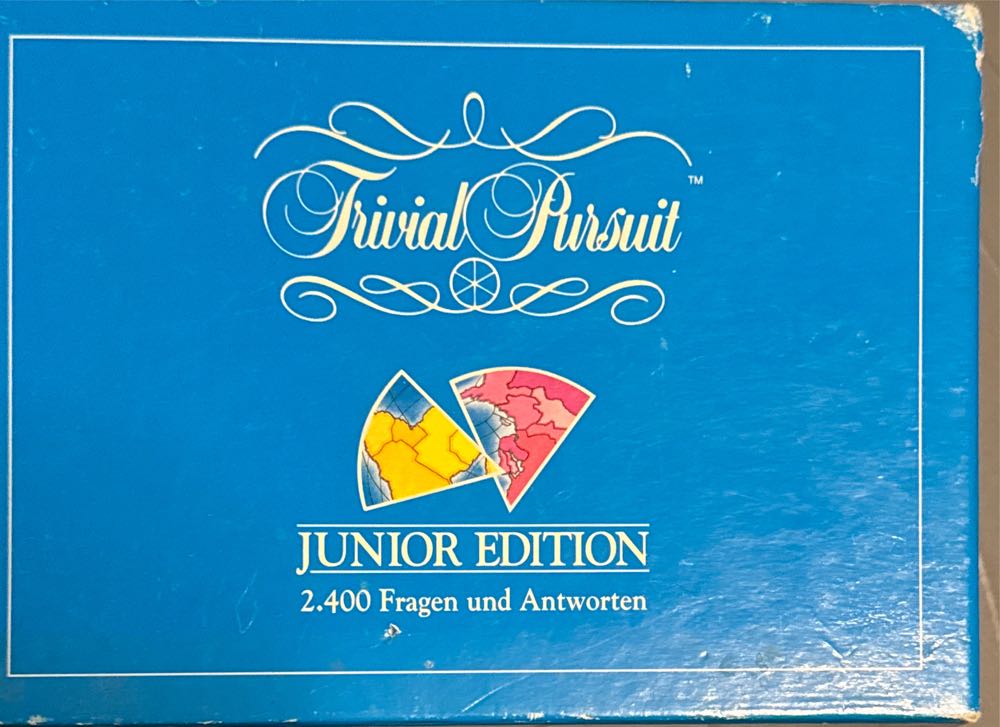 Trivial Pursuit™
JUNIOR EDITION
2.400 Fragen und Antworten